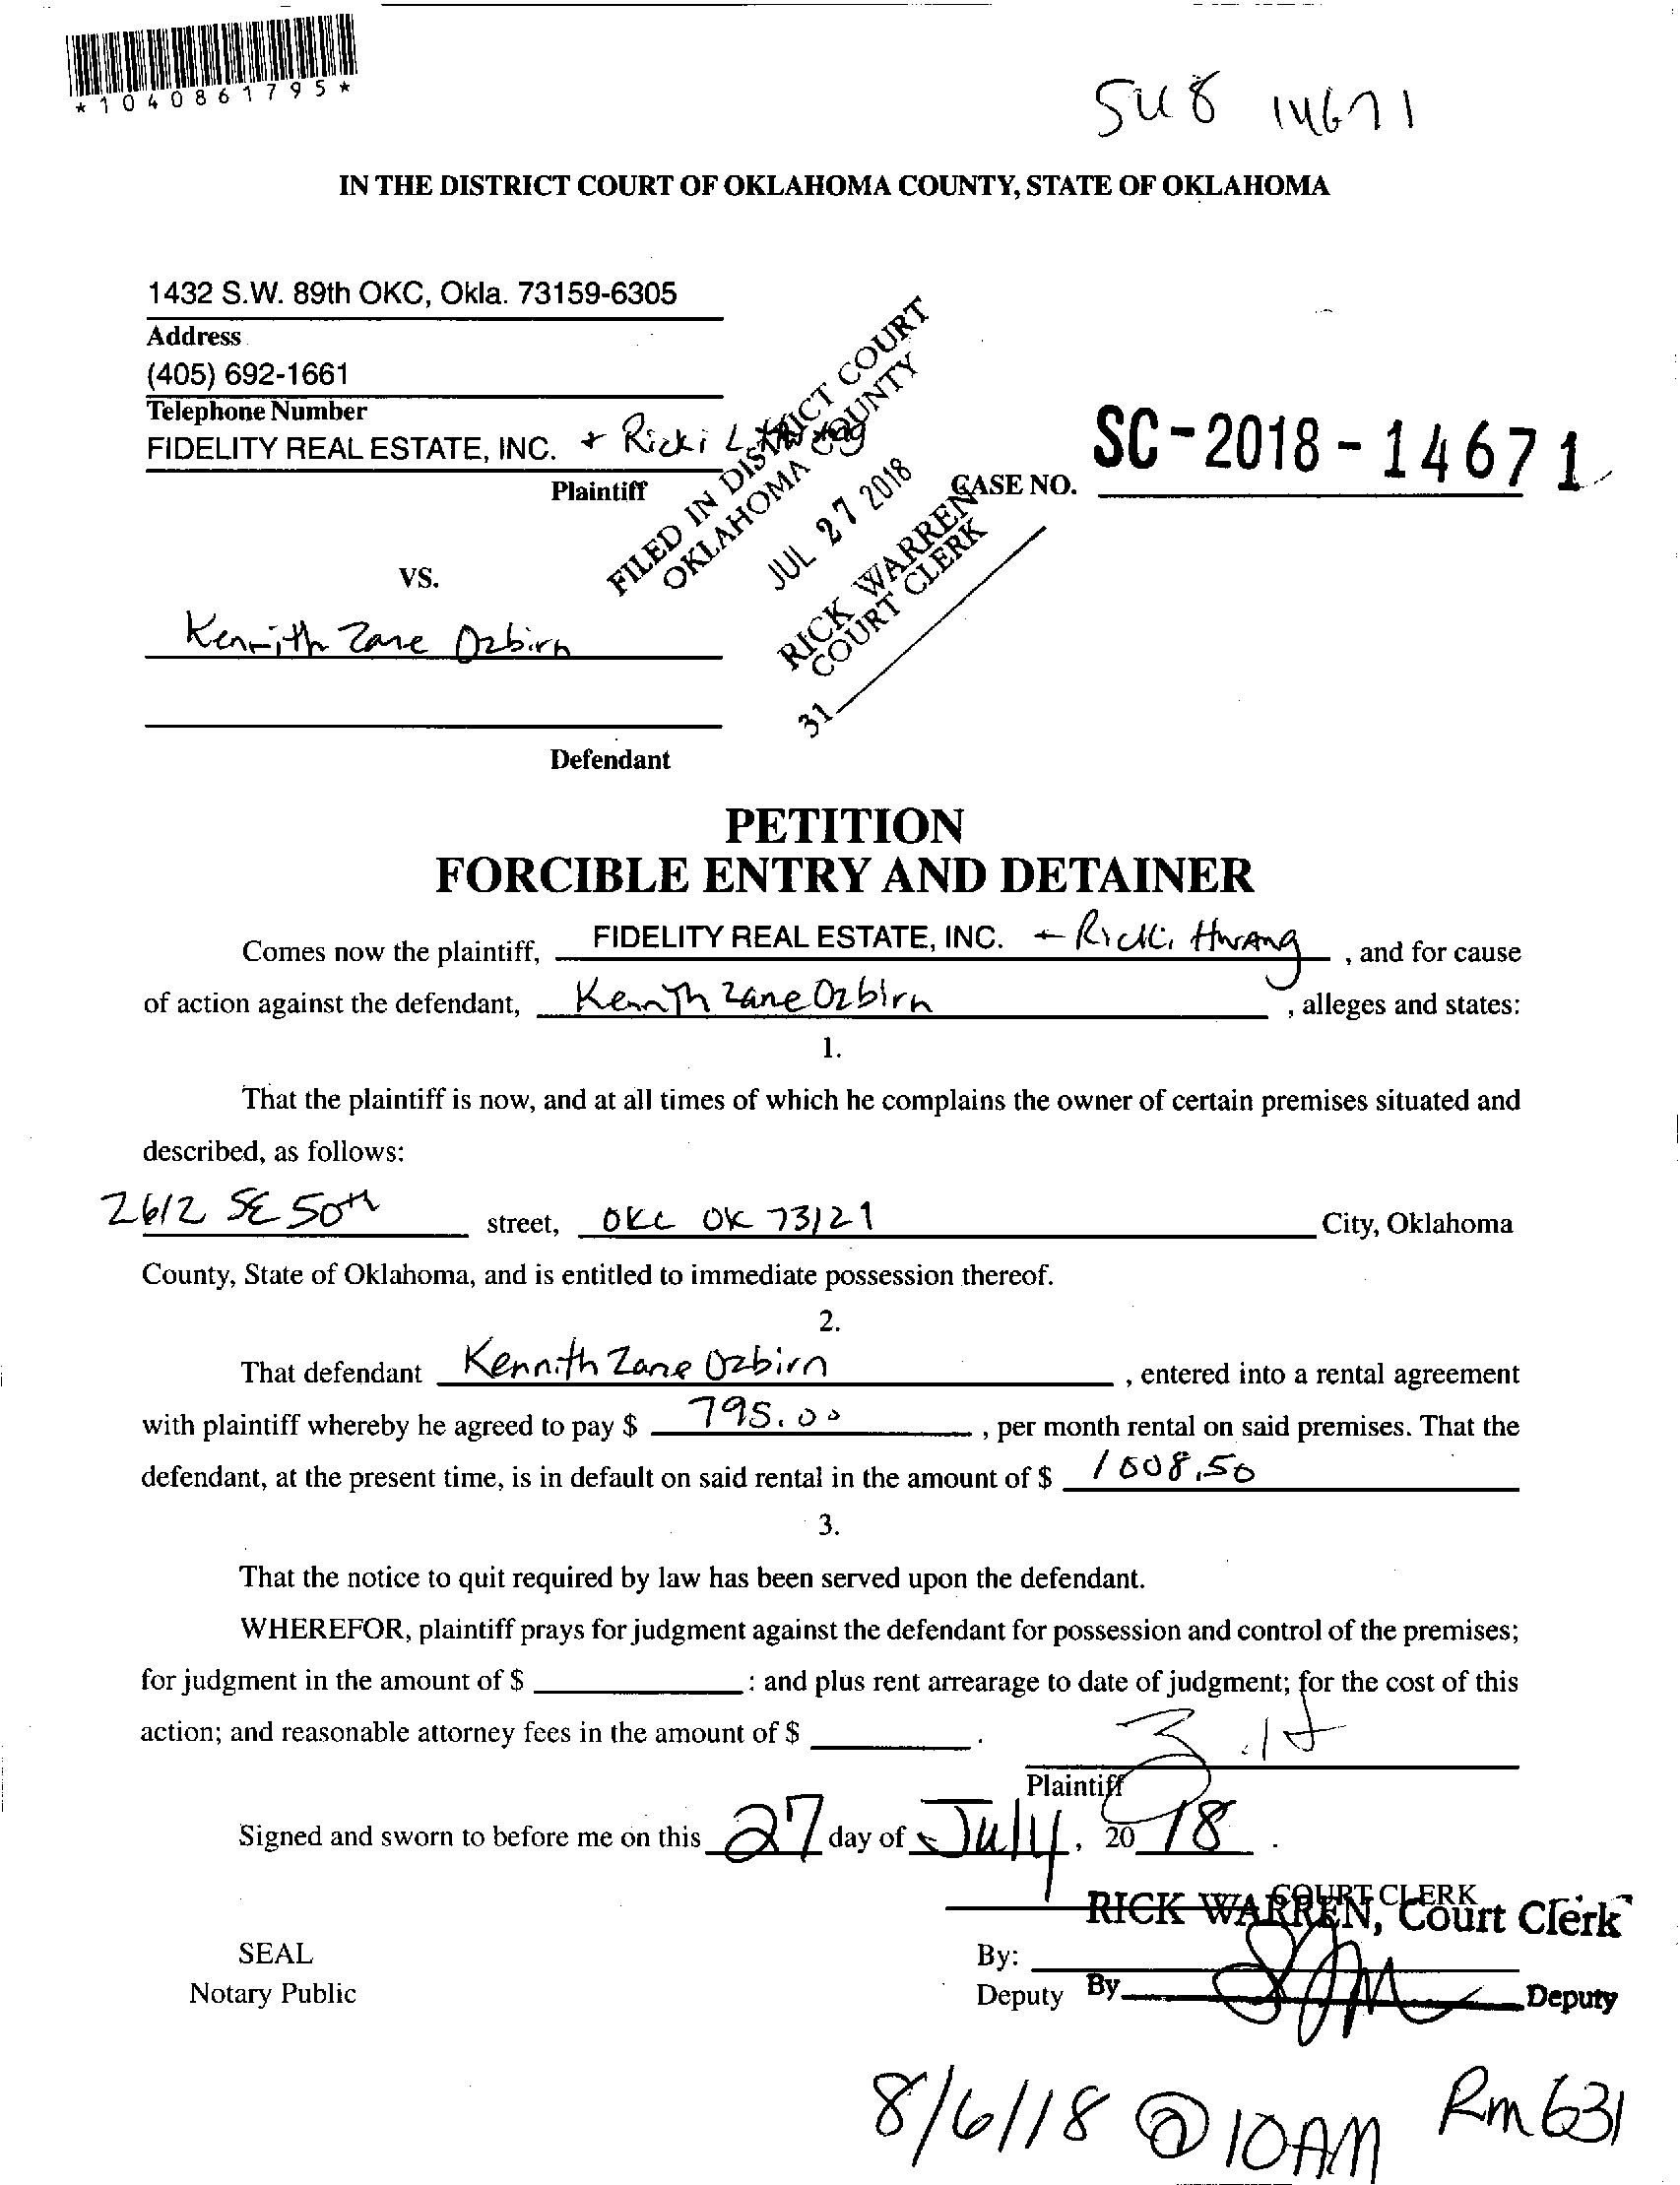 *1040861795*
SC18 14671
IN THE DISTRICT COURT OF OKLAHOMA COUNTY, STATE OF OKLAHOMA
1432 S.W. 89th OKC, Okla. 73159-6305
Address
(405) 692-1661
Telephone Number
FIDELITY REAL ESTATE, INC. + Ricki
Plaintiff
FILED IN DISTRICT COURT
OKLAHOMA COUNTY
JUL 27 2018
RICK WARREN
COURT CLERK
31
CASE NO. SC-2018-14671
VS.
Kennith Zane Ozbirn
Defendant
PETITION
FORCIBLE ENTRY AND DETAINER
Comes now the plaintiff, FIDELITY REAL ESTATE, INC. + Ricki Hwang, and for cause
of action against the defendant, Kennith Zane Ozbirn, alleges and states:
1.
That the plaintiff is now, and at all times of which he complains the owner of certain premises situated and
described, as follows:
2612 SE 50th street, OKC OK 73129 City, Oklahoma
County, State of Oklahoma, and is entitled to immediate possession thereof.
2.
That defendant Kennith Zane Ozbirn, entered into a rental agreement
with plaintiff whereby he agreed to pay $ 795.00, per month rental on said premises. That the
defendant, at the present time, is in default on said rental in the amount of $
3.
That the notice to quit required by law has been served upon the defendant.
WHEREFOR, plaintiff prays for judgment against the defendant for possession and control of the premises;
for judgment in the amount of $ ____ : and plus rent arrearage to date of judgment; for the cost of this
action; and reasonable attorney fees in the amount of $ ____.
Plaintiff
Signed and sworn to before me on this 27 day of July, 2018.
COURT CLERK
RICK WARREN, Court Clerk
SEAL
By:
Notary Public
Deputy By Deputy
8/6/18 @ 10AM Rm 631